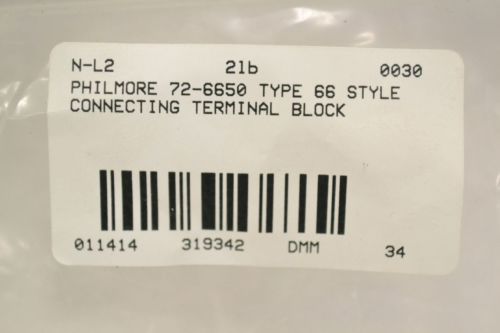 N-L2 21b 0030
PHILMORE 72-6650 TYPE 66 STYLE
CONNECTING TERMINAL BLOCK
011414 319342 DMM 34